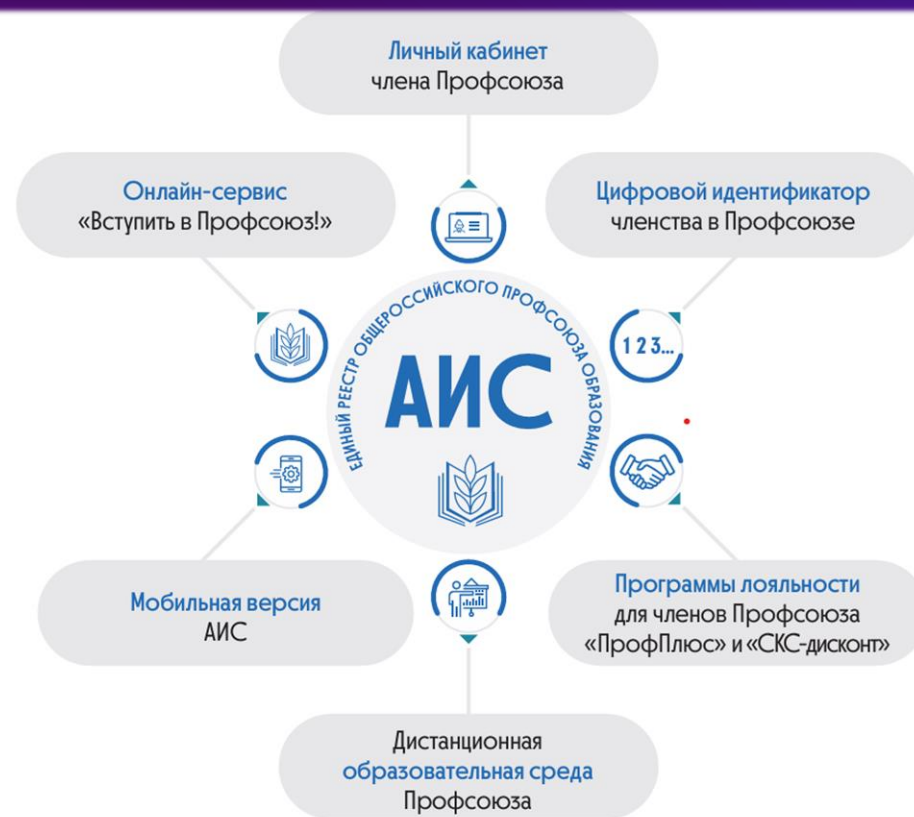 Личный кабинет
члена Профсоюза
Онлайн-сервис
«Вступить в Профсоюз!»
Цифровой идентификатор
членства в Профсоюзе
ЕДИНЫЙ РЕЕСТР ОБЩЕРОССИЙСКОГО ПРОФСОЮЗА ОБРАЗОВАНИЯ
1 2 3...
АИС
Мобильная версия
АИС
Программы лояльности
для членов Профсоюза
«ПрофПлюс» и «СКС-дисконт»
Дистанционная
образовательная среда
Профсоюза